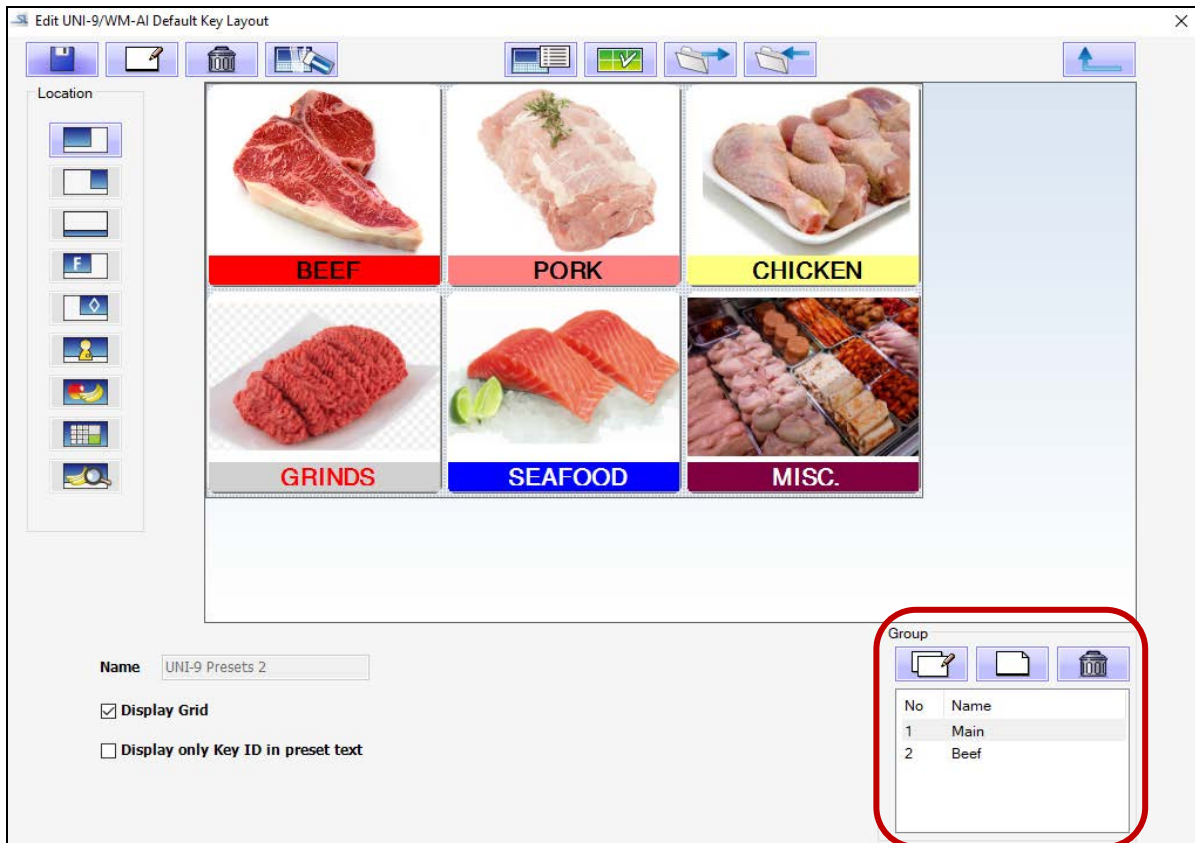 Edit UNI-9/WM-AI Default Key Layout
Location
F
BEEF
PORK
CHICKEN
GRINDS
SEAFOOD
MISC.
Name UNI-9 Presets 2
Display Grid
Display only Key ID in preset text
Group
No Name
1 Main
2 Beef